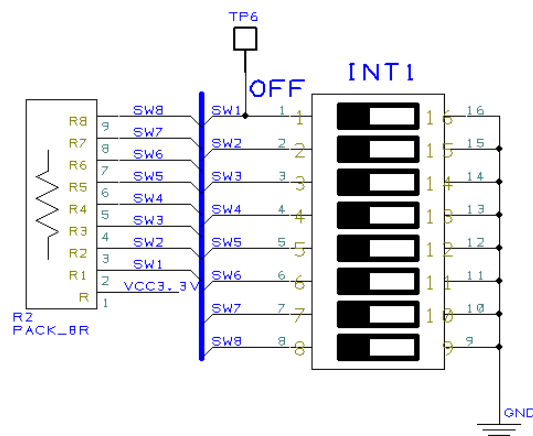 TP6
INT1
OFF
R8 9 SW8
R7 8 SW7
R6 7 SW6
R5 6 SW5
R4 5 SW4
R3 4 SW3
R2 3 SW2
R1 2 SW1
R 1 VCC3.3V
R2
PACK_8R
SW1 1 1 16 16
SW2 2 2 15 15
SW3 3 3 14 14
SW4 4 4 13 13
SW5 5 5 12 12
SW6 6 6 11 11
SW7 7 7 10 10
SW8 8 8 9 9
GND